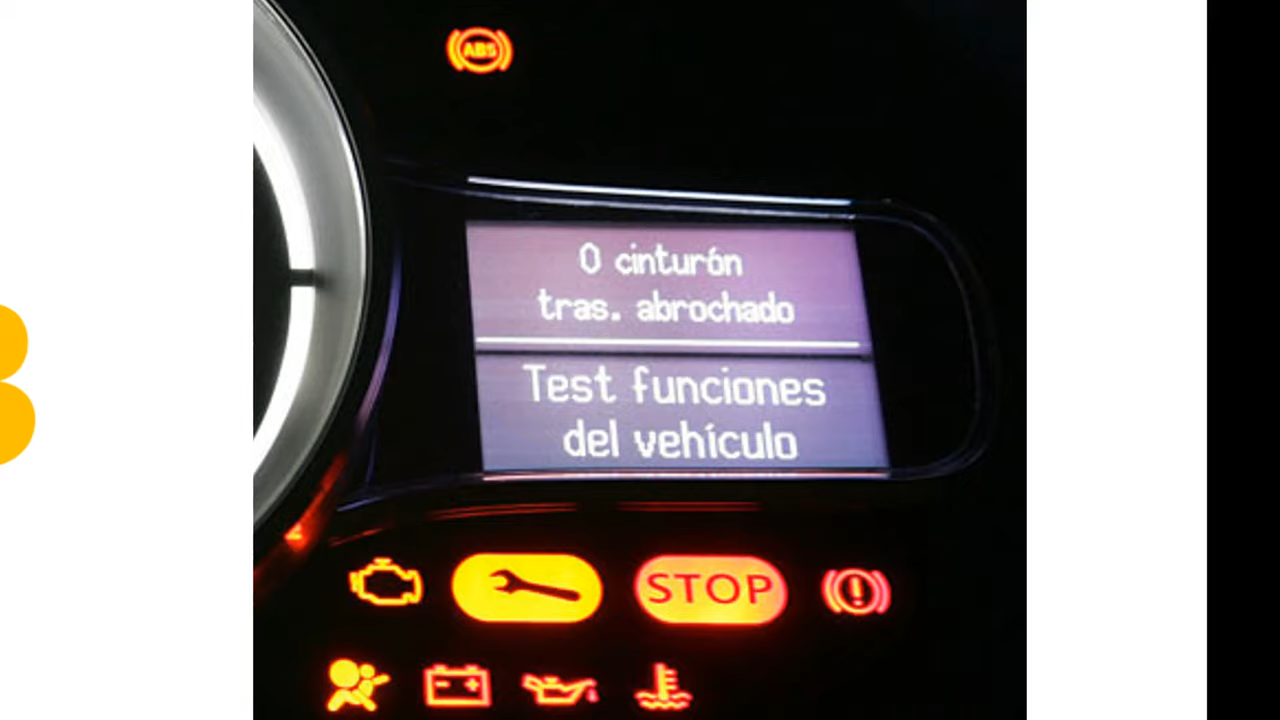 ABS
0 cinturón
tras. abrochado
Test funciones
del vehículo
STOP